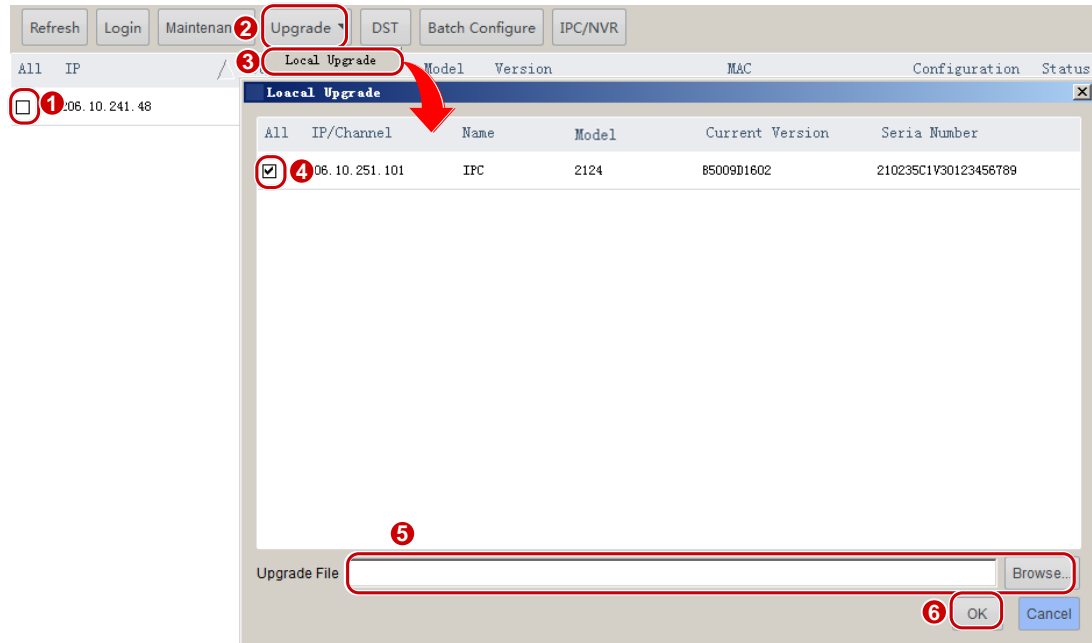 Refresh Login Maintenan 2 Upgrade DST Batch Configure IPC/NVR
3 Local Upgrade
All IP Model Version MAC Configuration Status
Loacal Upgrade
1 206.10.241.48
All IP/Channel Name Model Current Version Seria Number
4 06.10.251.101 IPC 2124 B5009D1602 210235C1V30123456789
5
Upgrade File Browse...
6 OK Cancel